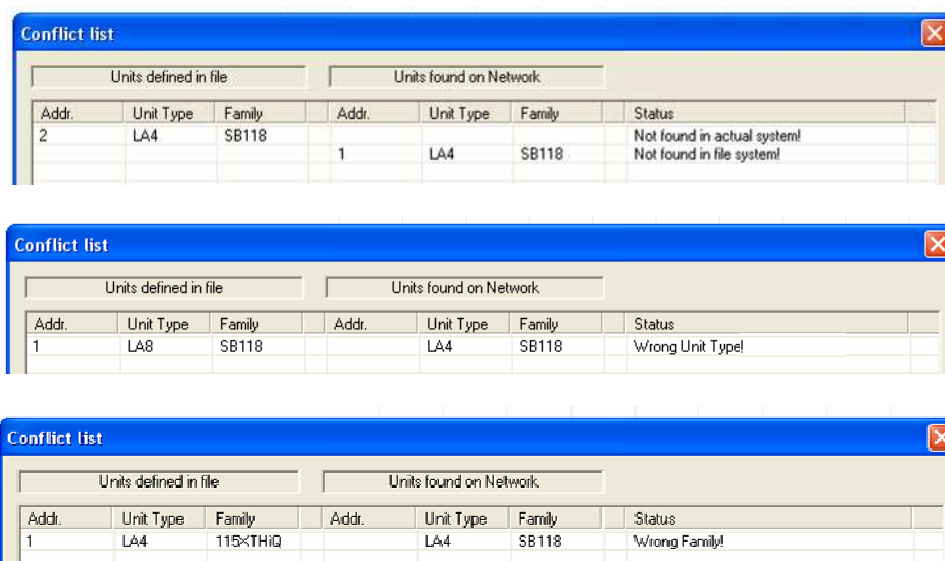 Conflict list
Units defined in file Units found on Network
Addr. Unit Type Family Addr. Unit Type Family Status
2 LA4 SB118 Not found in actual system!
1 LA4 SB118 Not found in file system!
Conflict list
Units defined in file Units found on Network
Addr. Unit Type Family Addr. Unit Type Family Status
1 LA8 SB118 LA4 SB118 Wrong Unit Type!
Conflict list
Units defined in file Units found on Network
Addr. Unit Type Family Addr. Unit Type Family Status
1 LA4 115XTHiQ LA4 SB118 Wrong Family!